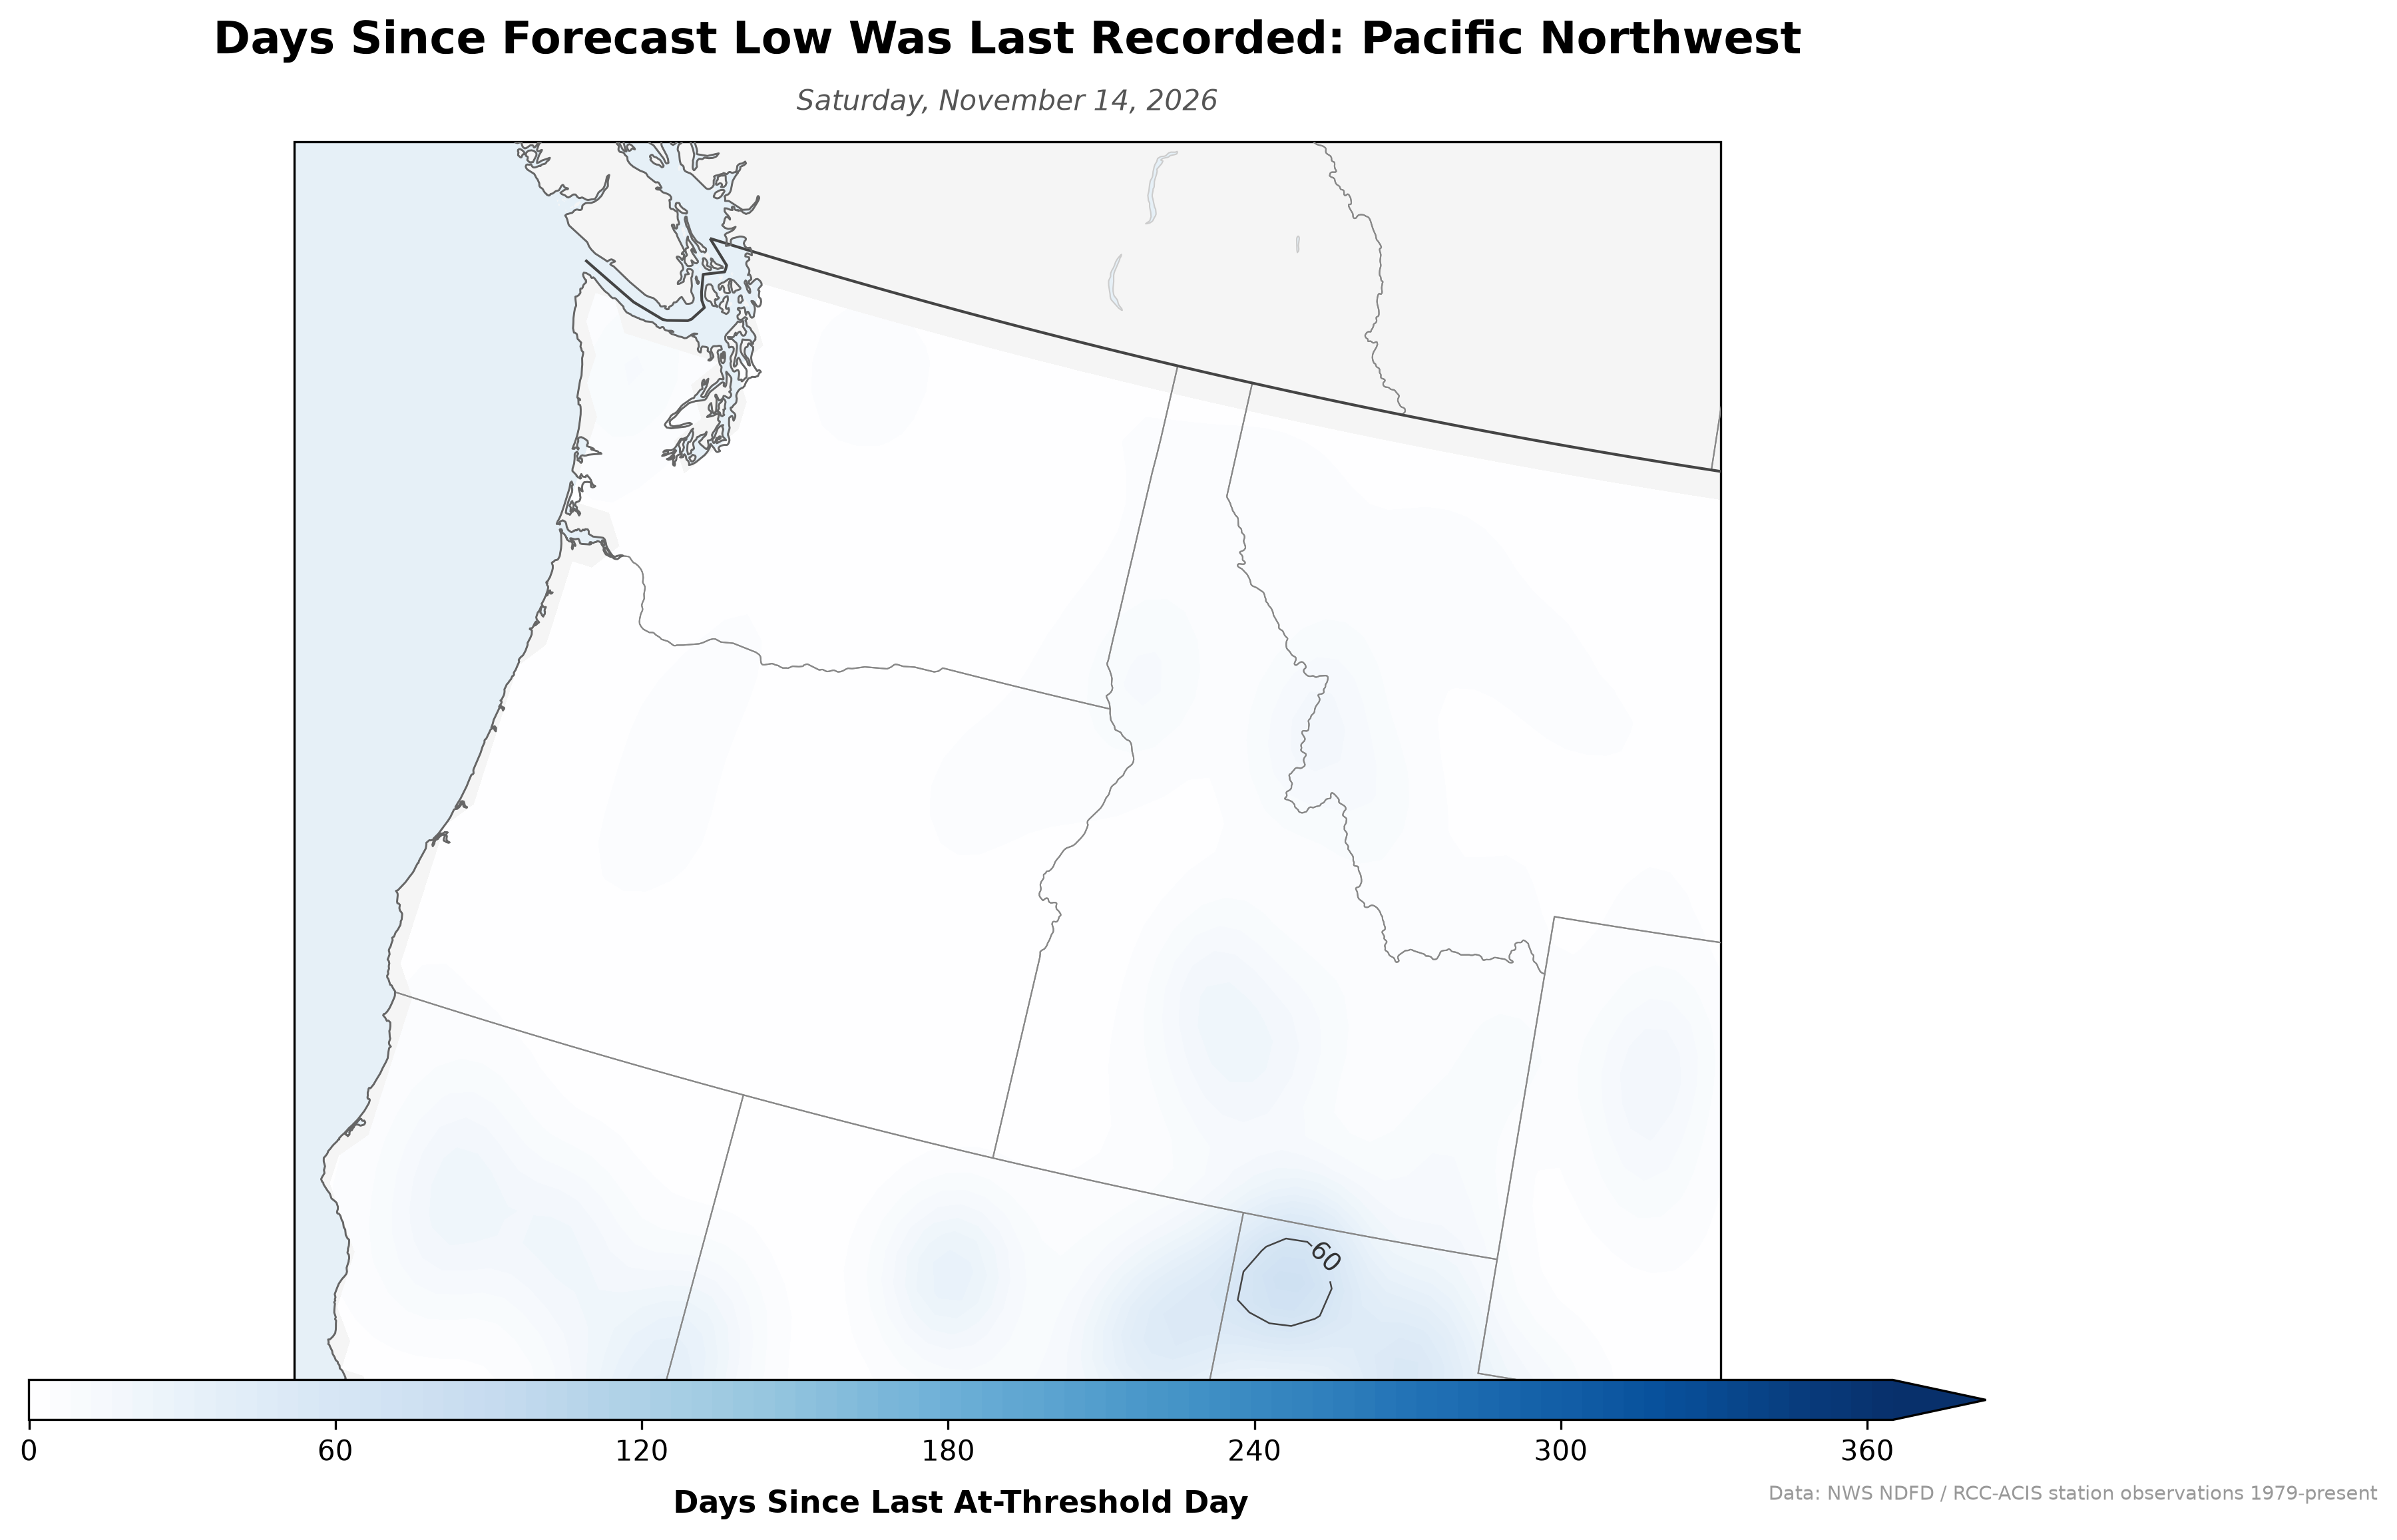 Days Since Forecast Low Was Last Recorded: Pacific Northwest
Saturday, November 14, 2026
60
0 60 120 180 240 300 360
Days Since Last At-Threshold Day
Data: NWS NDFD / RCC-ACIS station observations 1979-present